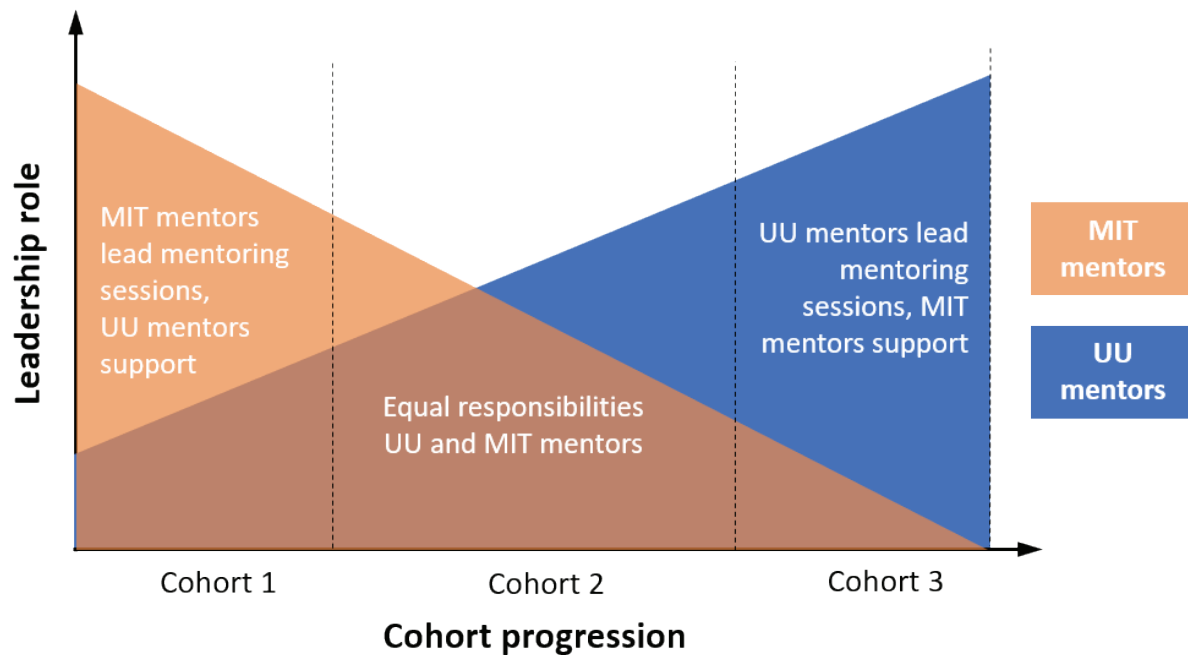 Leadership role
MIT mentors
lead mentoring
sessions,
UU mentors
support
Equal responsibilities
UU and MIT mentors
UU mentors lead
mentoring
sessions, MIT
mentors support
MIT
mentors
UU
mentors
Cohort 1
Cohort 2
Cohort 3
Cohort progression